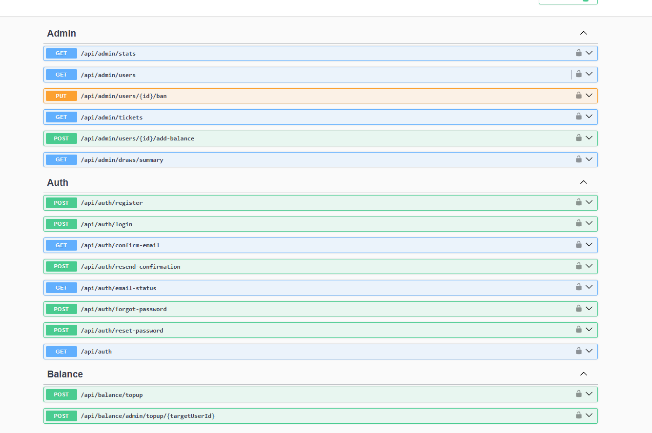 Admin
GET /api/admin/stats
GET /api/admin/users
PUT /api/admin/users/{id}/ban
GET /api/admin/tickets
POST /api/admin/users/{id}/add-balance
GET /api/admin/draws/summary
Auth
POST /api/auth/register
POST /api/auth/login
GET /api/auth/confirm-email
POST /api/auth/resend-confirmation
GET /api/auth/email-status
POST /api/auth/forgot-password
POST /api/auth/reset-password
GET /api/auth
Balance
POST /api/balance/topup
POST /api/balance/admin/topup/{targetUserId}